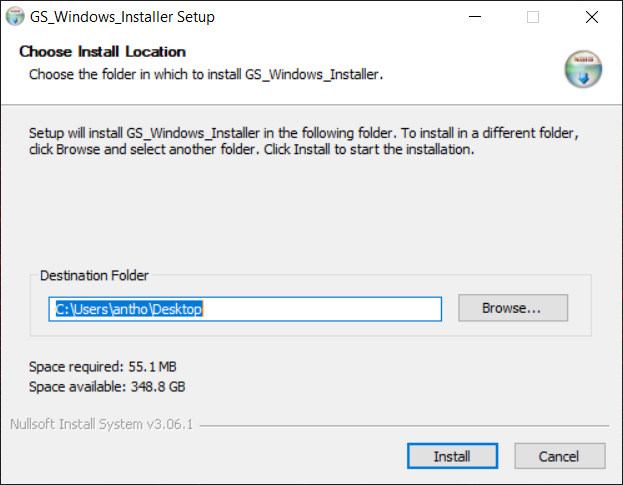 GS_Windows_Installer Setup
Choose Install Location
Choose the folder in which to install GS_Windows_Installer.
Setup will install GS_Windows_Installer in the following folder. To install in a different folder,
click Browse and select another folder. Click Install to start the installation.
Destination Folder
C:\Users\antho\Desktop
Browse...
Space required: 55.1 MB
Space available: 348.8 GB
Nullsoft Install System v3.06.1
Install
Cancel